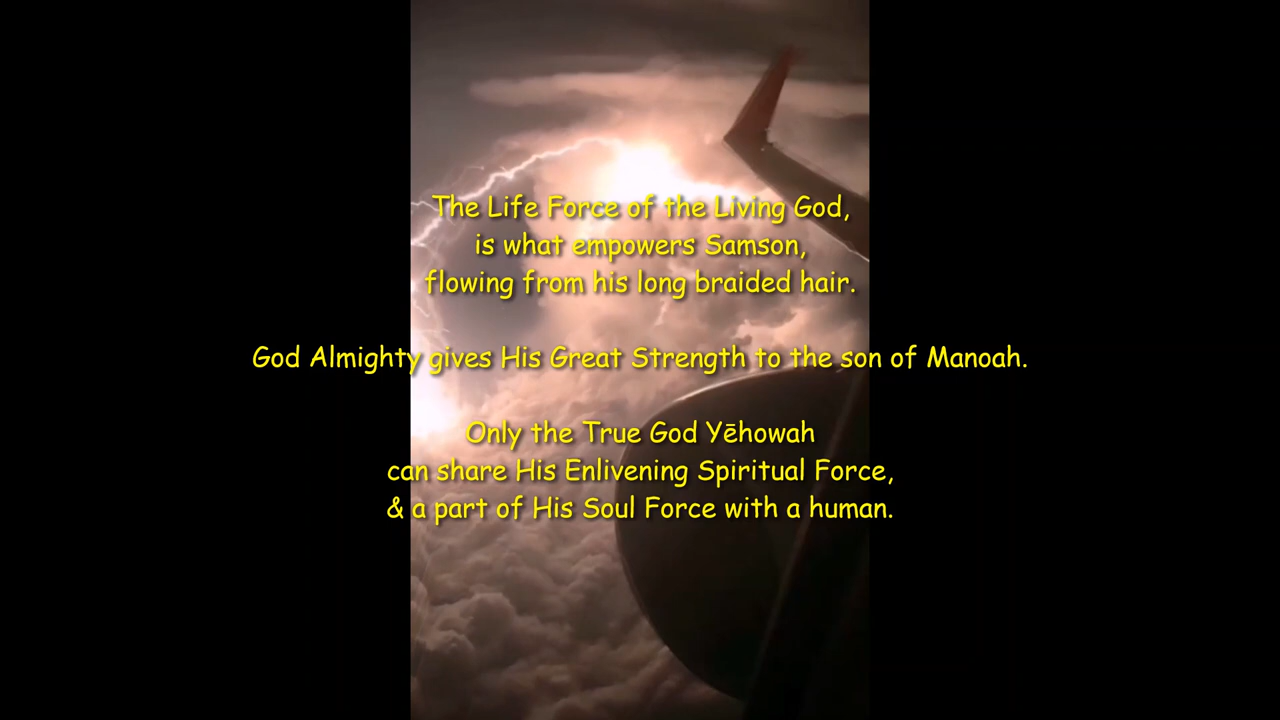 The Life Force of the Living God,
is what empowers Samson,
flowing from his long braided hair.
God Almighty gives His Great Strength to the son of Manoah.
Only the True God Yēhowah
can share His Enlivening Spiritual Force,
& a part of His Soul Force with a human.